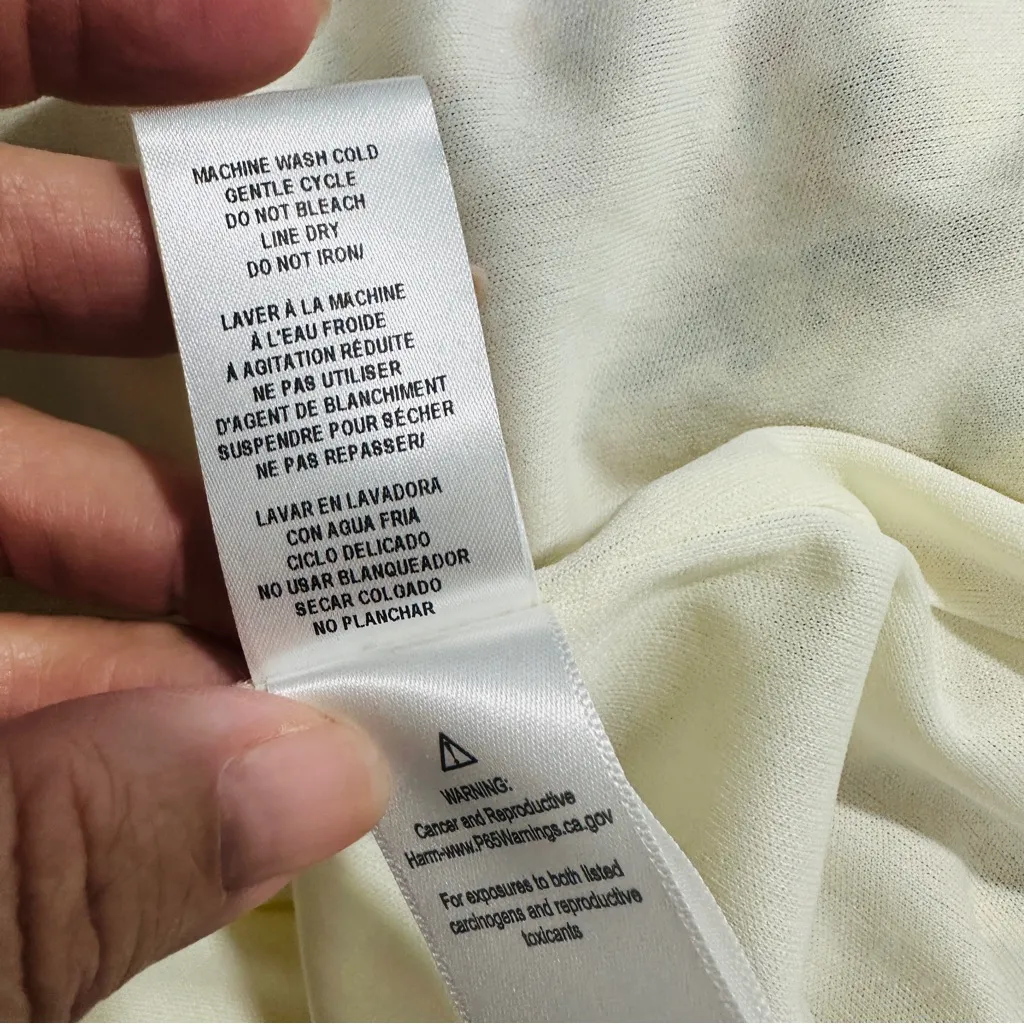 MACHINE WASH COLD
GENTLE CYCLE
DO NOT BLEACH
LINE DRY
DO NOT IRON/
LAVER À LA MACHINE
À L'EAU FROIDE
À AGITATION RÉDUITE
NE PAS UTILISER
D'AGENT DE BLANCHIMENT
SUSPENDRE POUR SÉCHER
NE PAS REPASSER/
LAVAR EN LAVADORA
CON AGUA FRIA
CICLO DELICADO
NO USAR BLANQUEADOR
SECAR COLGADO
NO PLANCHAR
WARNING:
Cancer and Reproductive
Harm-www.P65Warnings.ca.gov
For exposures to both listed
carcinogens and reproductive
toxicants